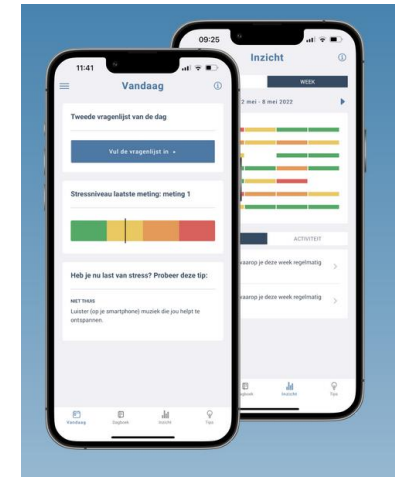 11:41
Vandaag
Tweede vragenlijst van de dag
Vul de vragenlijst in
Stressniveau laatste meting: meting 1
Heb je nu last van stress? Probeer deze tip:
NIET THUIS
Luister (op je smartphone) muziek die jou helpt te
ontspannen.
Vandaag
Dagboek
Inzicht
Tips
09:25
Inzicht
WEEK
2 mei - 8 mei 2022
ACTIVITEIT
waarop je deze week regelmatig
waarop je deze week regelmatig
Inzicht
Tips